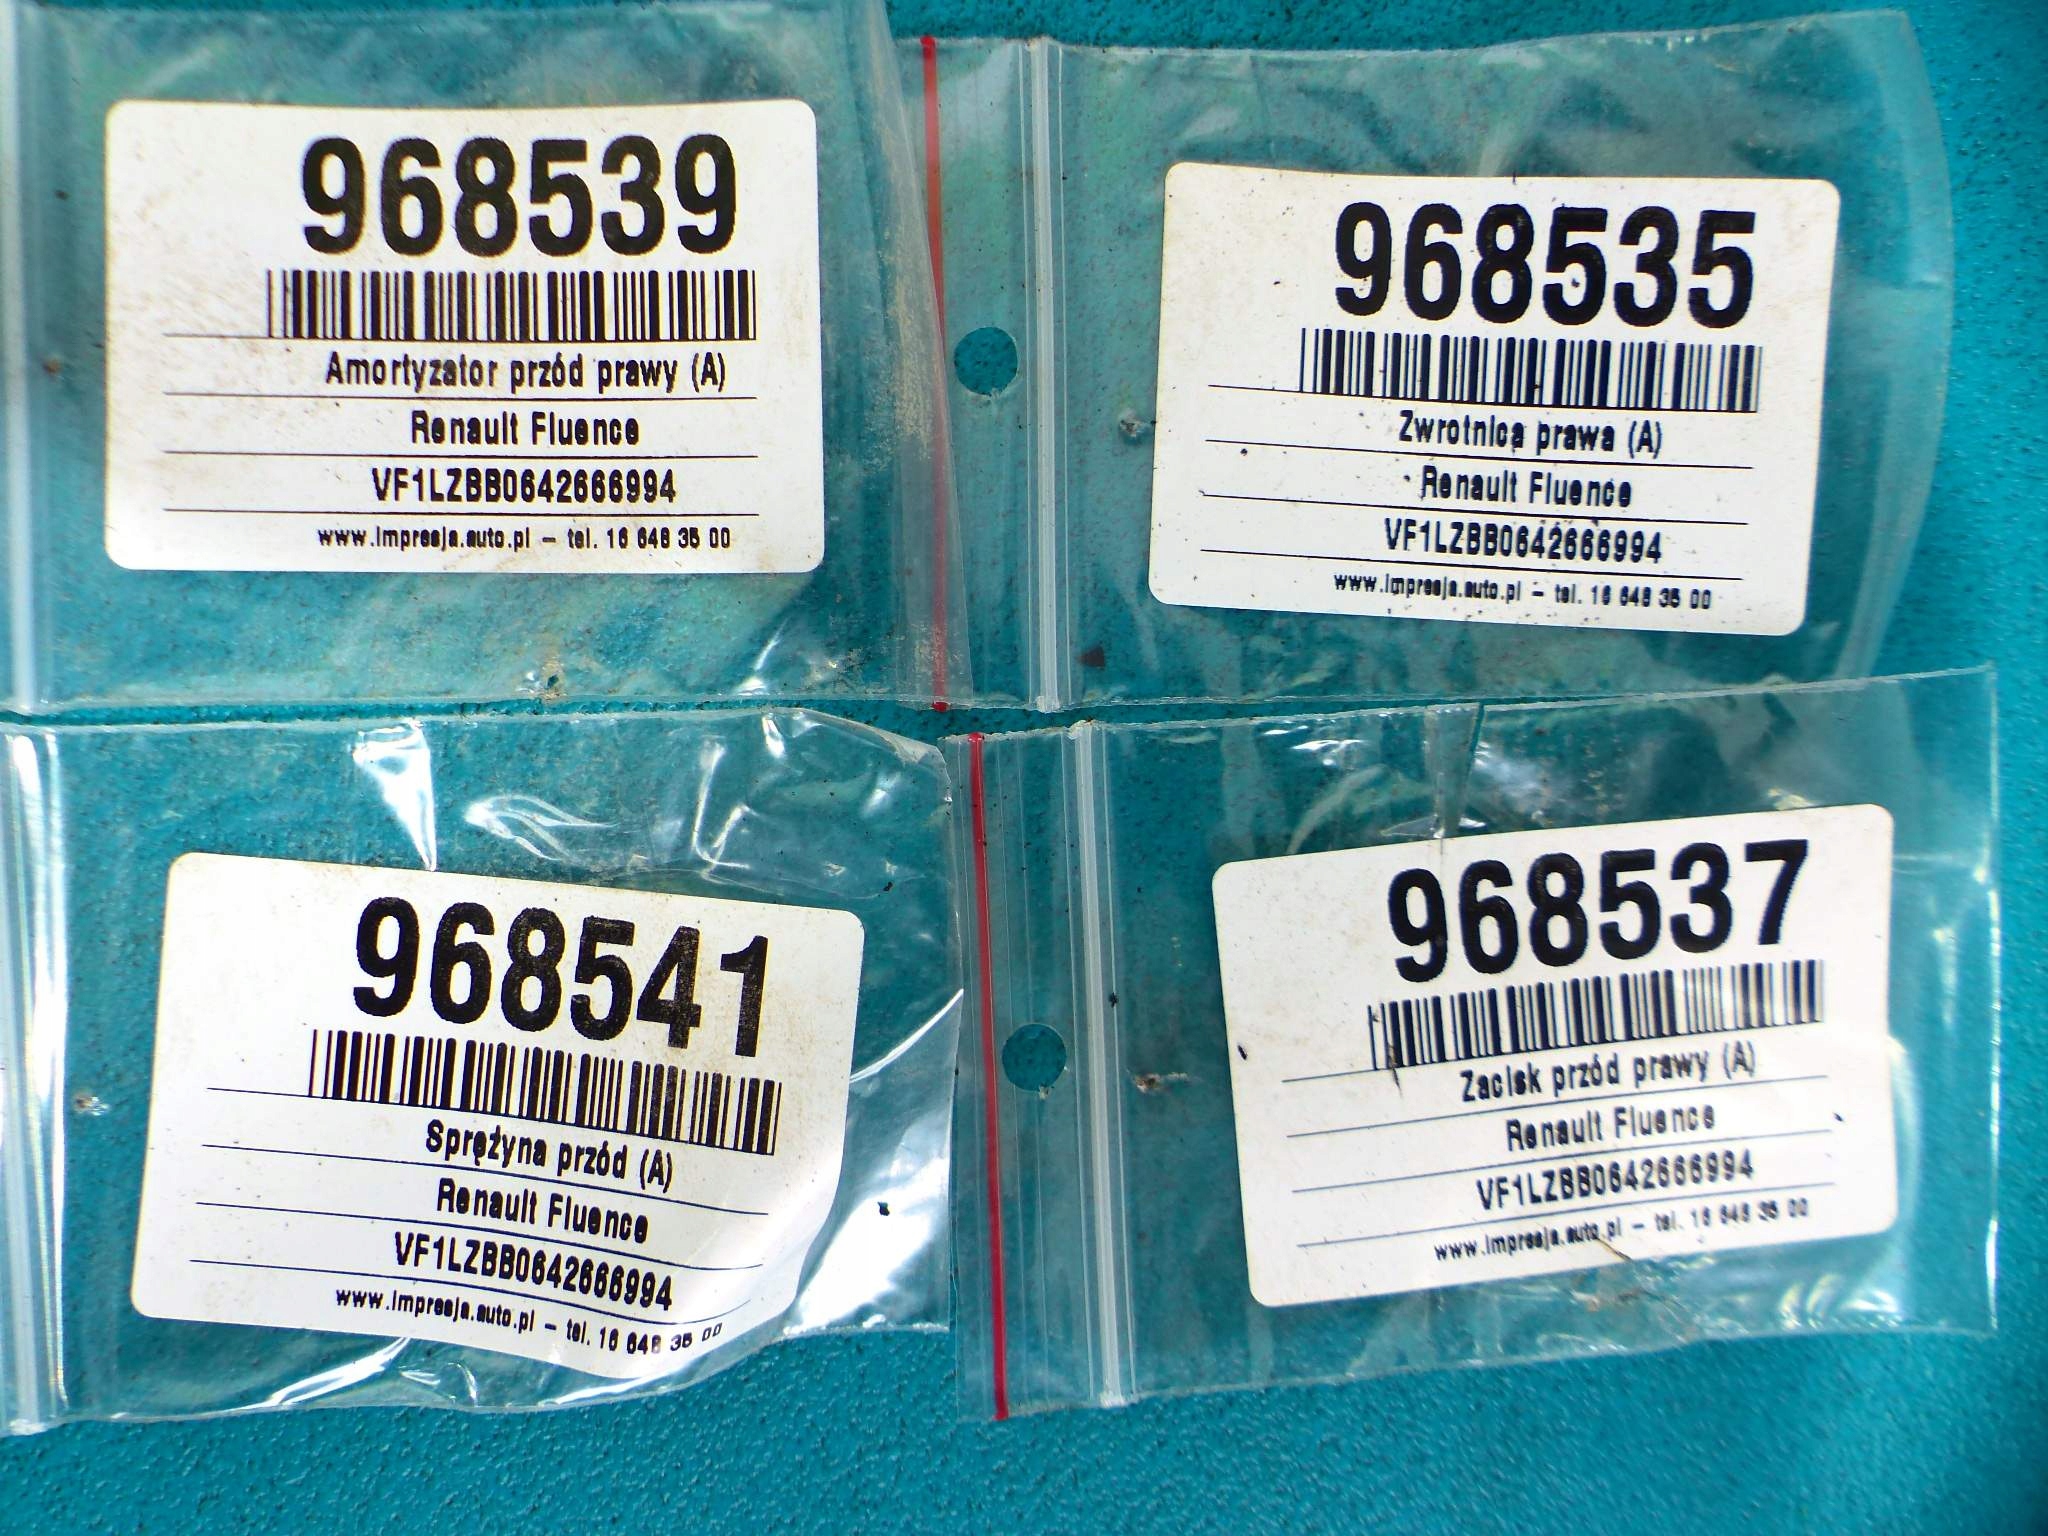 968539
Amortyzator przód prawy (A)
Renault Fluence
VF1LZBB0642666994
www.impresja.auto.pl – tel. 16 648 35 00
968535
Zwrotnica prawa (A)
Renault Fluence
VF1LZBB0642666994
www.impresja.auto.pl – tel. 16 648 35 00
968541
Sprężyna przód (A)
Renault Fluence
VF1LZBB0642666994
www.impresja.auto.pl – tel. 16 648 35 00
968537
Zacisk przód prawy (A)
Renault Fluence
VF1LZBB0642666994
www.impresja.auto.pl – tel. 16 648 35 00